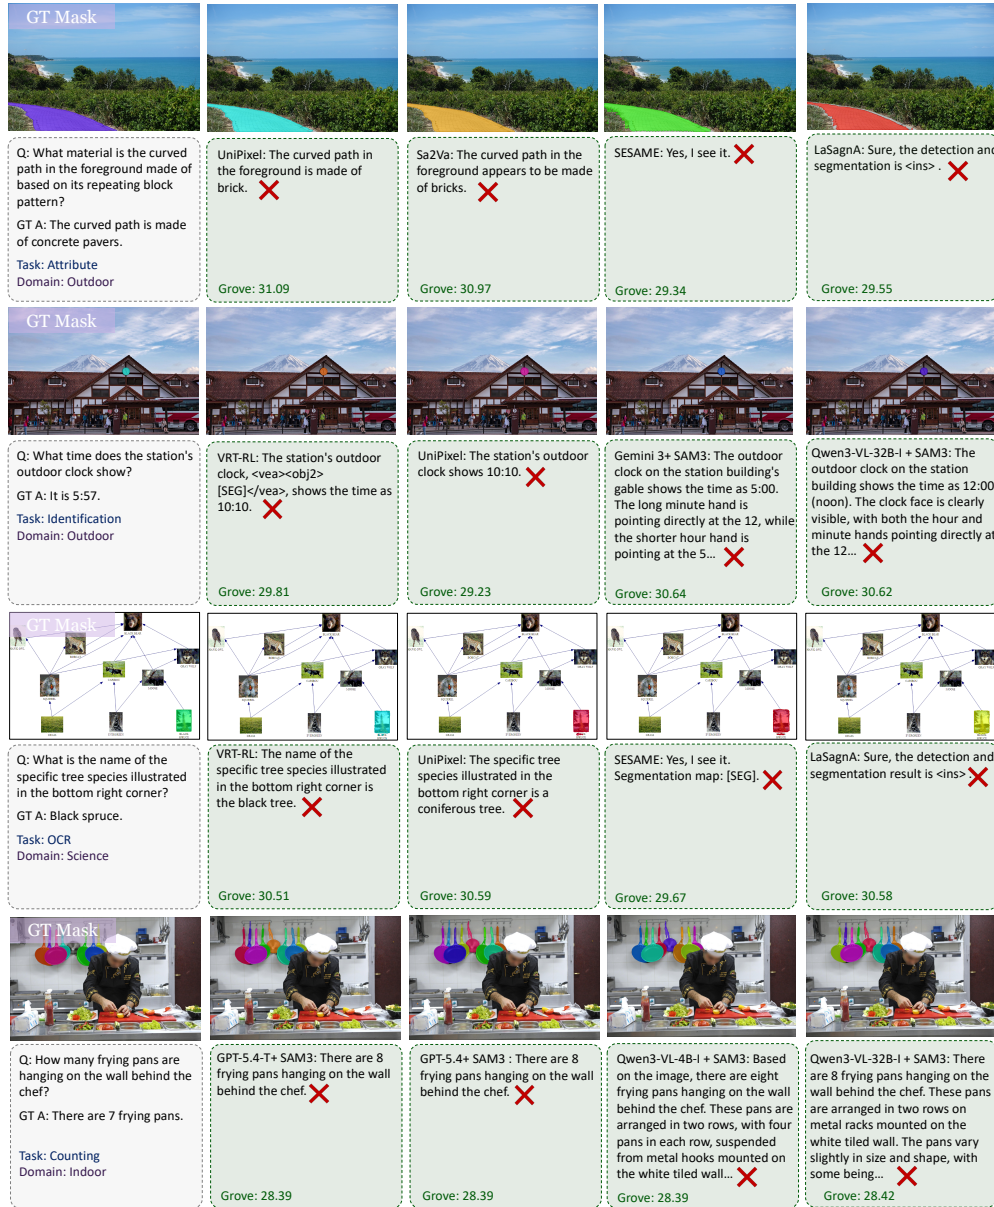 GT Mask
Q: What material is the curved
path in the foreground made of
based on its repeating block
pattern?
GT A: The curved path is made
of concrete pavers.
Task: Attribute
Domain: Outdoor
UniPixel: The curved path in
the foreground is made of
brick.
Grove: 31.09
Sa2Va: The curved path in the
foreground appears to be made
of bricks.
Grove: 30.97
SESAME: Yes, I see it.
Grove: 29.34
LaSagnA: Sure, the detection and
segmentation is <ins> .
Grove: 29.55
GT Mask
Q: What time does the station's
outdoor clock show?
GT A: It is 5:57.
Task: Identification
Domain: Outdoor
VRT-RL: The station's outdoor
clock, <vea><obj2>
[SEG]</vea>, shows the time as
10:10.
Grove: 29.81
UniPixel: The station's outdoor
clock shows 10:10.
Grove: 29.23
Gemini 3+ SAM3: The outdoor
clock on the station building's
gable shows the time as 5:00.
The long minute hand is
pointing directly at the 12, while
the shorter hour hand is
pointing at the 5...
Grove: 30.64
Qwen3-VL-32B-I + SAM3: The
outdoor clock on the station
building shows the time as 12:00
(noon). The clock face is clearly
visible, with both the hour and
minute hands pointing directly at
the 12...
Grove: 30.62
GT Mask
Q: What is the name of the
specific tree species illustrated
in the bottom right corner?
GT A: Black spruce.
Task: OCR
Domain: Science
VRT-RL: The name of the
specific tree species illustrated
in the bottom right corner is
the black tree.
Grove: 30.51
UniPixel: The specific tree
species illustrated in the
bottom right corner is a
coniferous tree.
Grove: 30.59
SESAME: Yes, I see it.
Segmentation map: [SEG].
Grove: 29.67
LaSagnA: Sure, the detection and
segmentation result is <ins> .
Grove: 30.58
GT Mask
Q: How many frying pans are
hanging on the wall behind the
chef?
GT A: There are 7 frying pans.
Task: Counting
Domain: Indoor
GPT-5.4-T+ SAM3: There are 8
frying pans hanging on the wall
behind the chef.
Grove: 28.39
GPT-5.4+ SAM3 : There are 8
frying pans hanging on the wall
behind the chef.
Grove: 28.39
Qwen3-VL-4B-I + SAM3: Based
on the image, there are eight
frying pans hanging on the wall
behind the chef. These pans are
arranged in two rows, with four
pans in each row, suspended
from metal hooks mounted on
the white tiled wall...
Grove: 28.39
Qwen3-VL-32B-I + SAM3: There
are 8 frying pans hanging on the
wall behind the chef. These pans
are arranged in two rows on
metal racks mounted on the
white tiled wall. The pans vary
slightly in size and shape, with
some being...
Grove: 28.42